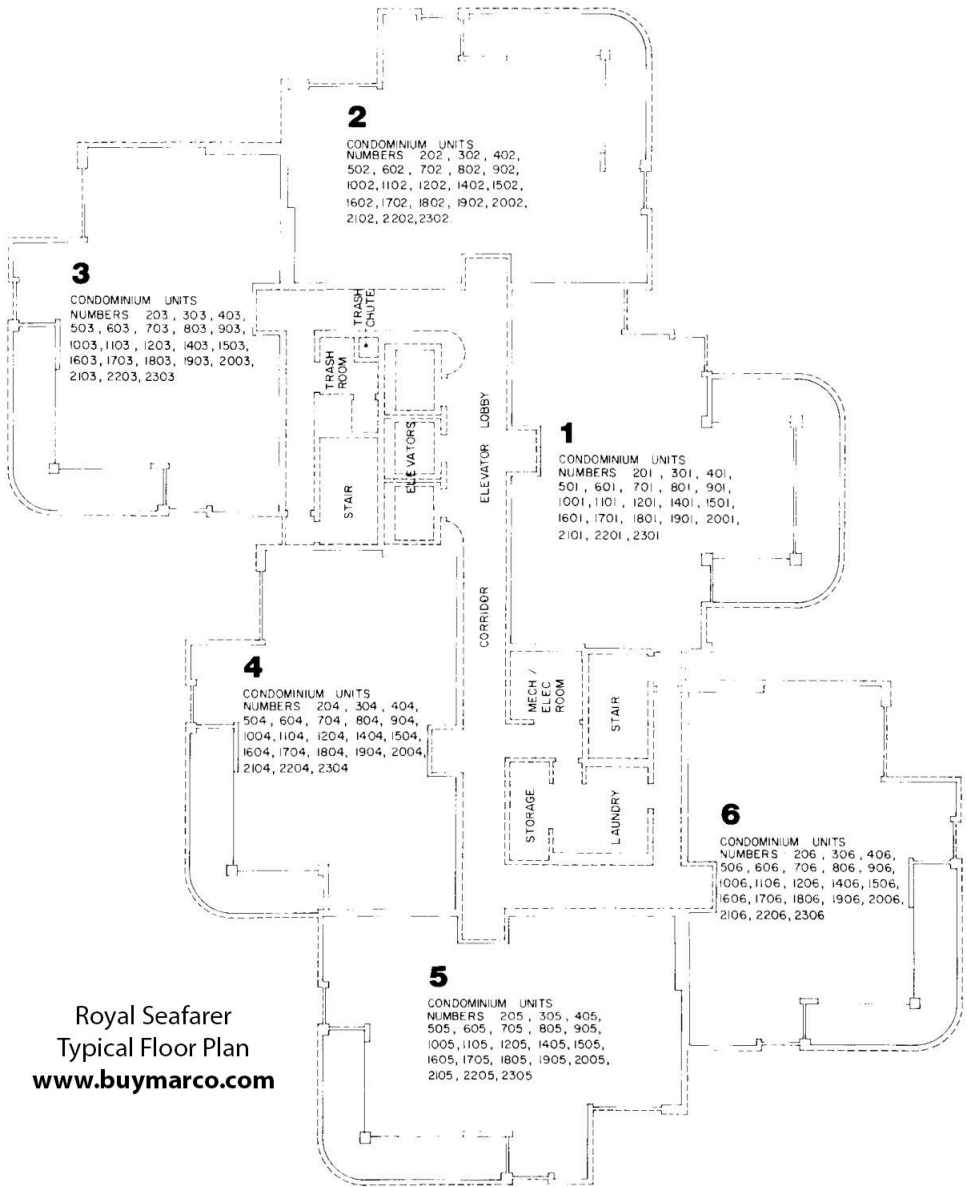 2
CONDOMINIUM UNITS
NUMBERS 202, 302, 402,
502, 602, 702, 802, 902,
1002, 1102, 1202, 1402, 1502,
1602, 1702, 1802, 1902, 2002,
2102, 2202, 2302
3
CONDOMINIUM UNITS
NUMBERS 203, 303, 403,
503, 603, 703, 803, 903,
1003, 1103, 1203, 1403, 1503,
1603, 1703, 1803, 1903, 2003,
2103, 2203, 2303
TRASH
CHUTE
TRASH
ROOM
ELEVATORS
STAIR
ELEVATOR LOBBY
CORRIDOR
1
CONDOMINIUM UNITS
NUMBERS 201, 301, 401,
501, 601, 701, 801, 901,
1001, 1101, 1201, 1401, 1501,
1601, 1701, 1801, 1901, 2001,
2101, 2201, 2301
4
CONDOMINIUM UNITS
NUMBERS 204, 304, 404,
504, 604, 704, 804, 904,
1004, 1104, 1204, 1404, 1504,
1604, 1704, 1804, 1904, 2004,
2104, 2204, 2304
MECH /
ELEC
ROOM
STAIR
STORAGE
LAUNDRY
6
CONDOMINIUM UNITS
NUMBERS 206, 306, 406,
506, 606, 706, 806, 906,
1006, 1106, 1206, 1406, 1506,
1606, 1706, 1806, 1906, 2006,
2106, 2206, 2306
5
CONDOMINIUM UNITS
NUMBERS 205, 305, 405,
505, 605, 705, 805, 905,
1005, 1105, 1205, 1405, 1505,
1605, 1705, 1805, 1905, 2005,
2105, 2205, 2305
Royal Seafarer
Typical Floor Plan
www.buymarco.com